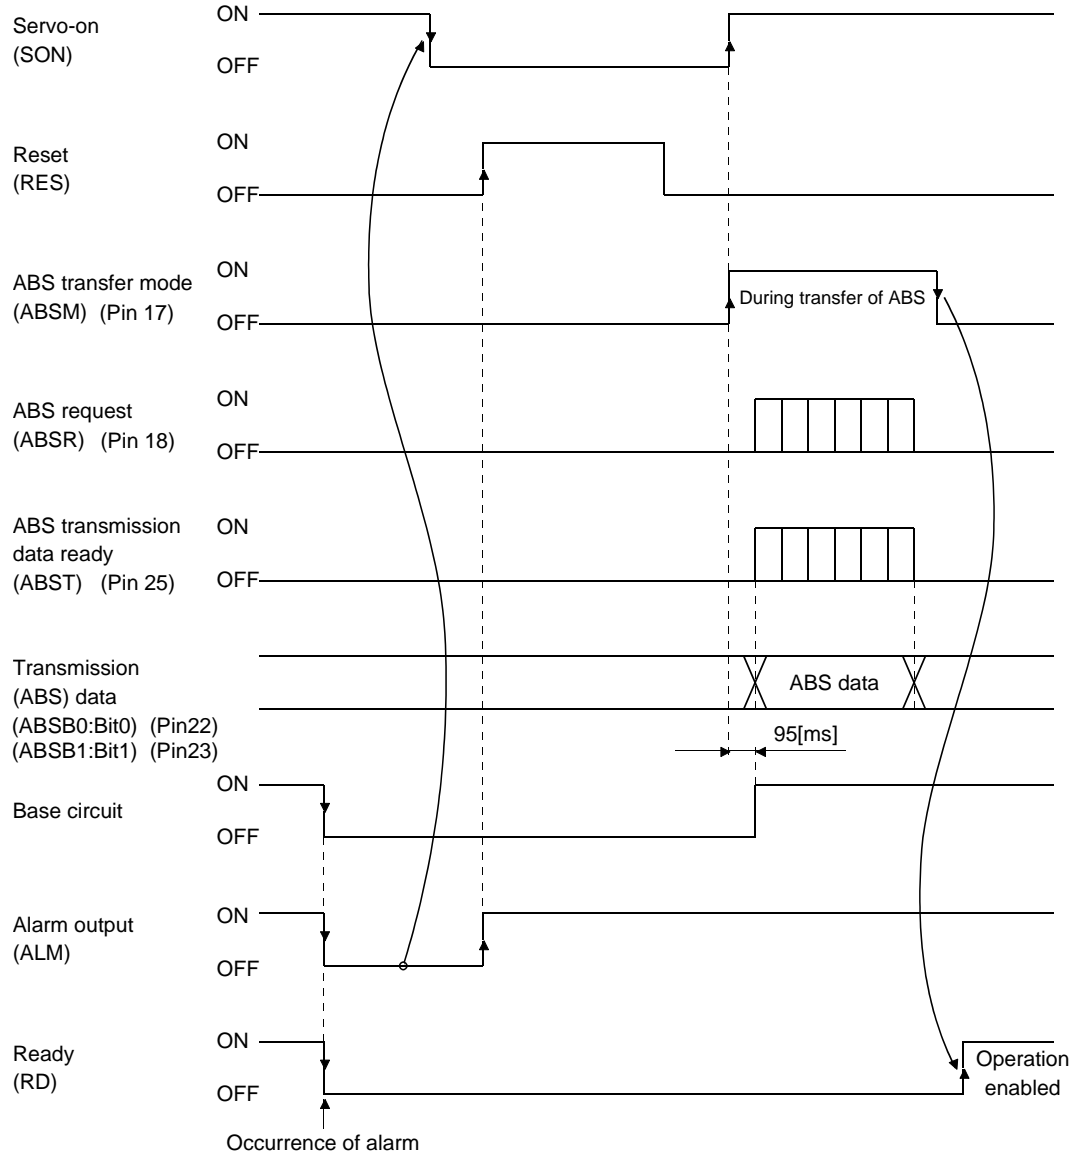 Servo-on
(SON)
ON
OFF
Reset
(RES)
ON
OFF
ABS transfer mode
(ABSM) (Pin 17)
ON
OFF
During transfer of ABS
ABS request
(ABSR) (Pin 18)
ON
OFF
ABS transmission
data ready
(ABST) (Pin 25)
ON
OFF
Transmission
(ABS) data
(ABSB0:Bit0) (Pin22)
(ABSB1:Bit1) (Pin23)
ABS data
95[ms]
Base circuit
ON
OFF
Alarm output
(ALM)
ON
OFF
Ready
(RD)
ON
OFF
Operation
enabled
Occurrence of alarm